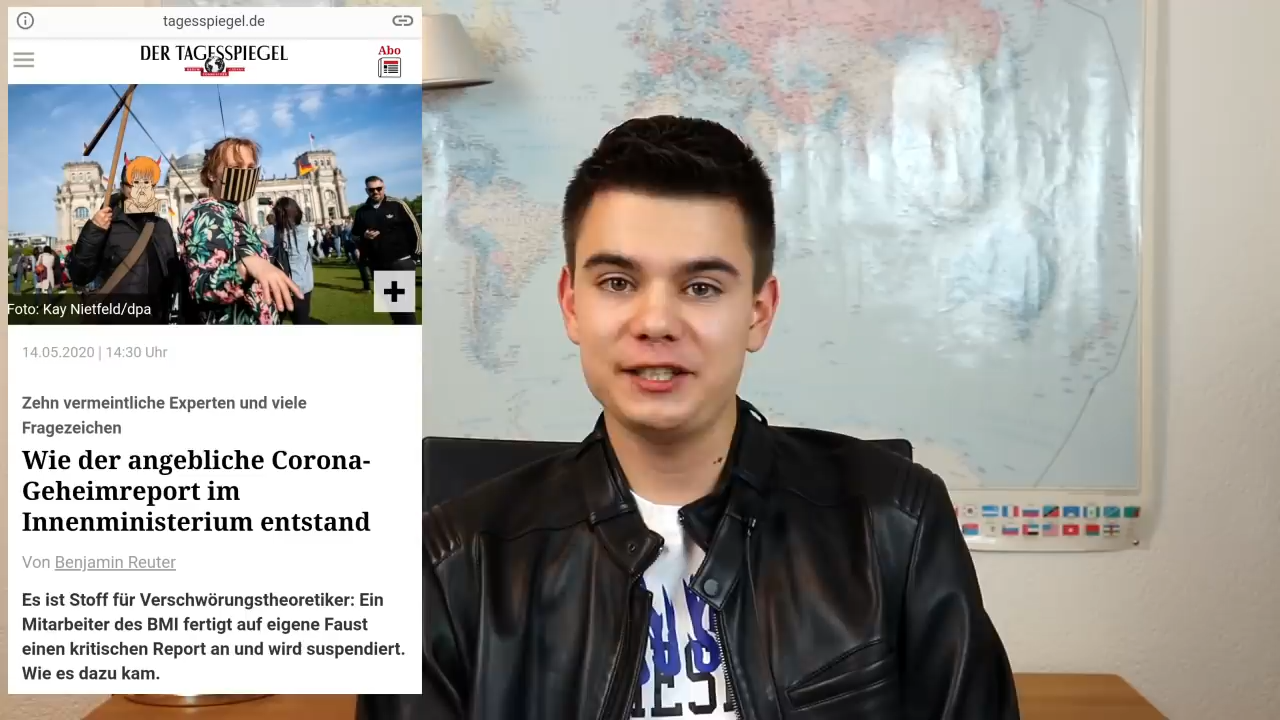 tagesspiegel.de
DER TAGESSPIEGEL
Abo
Foto: Kay Nietfeld/dpa
14.05.2020 | 14:30 Uhr
Zehn vermeintliche Experten und viele
Fragezeichen
Wie der angebliche Corona-
Geheimreport im
Innenministerium entstand
Von Benjamin Reuter
Es ist Stoff für Verschwörungstheoretiker: Ein
Mitarbeiter des BMI fertigt auf eigene Faust
einen kritischen Report an und wird suspendiert.
Wie es dazu kam.